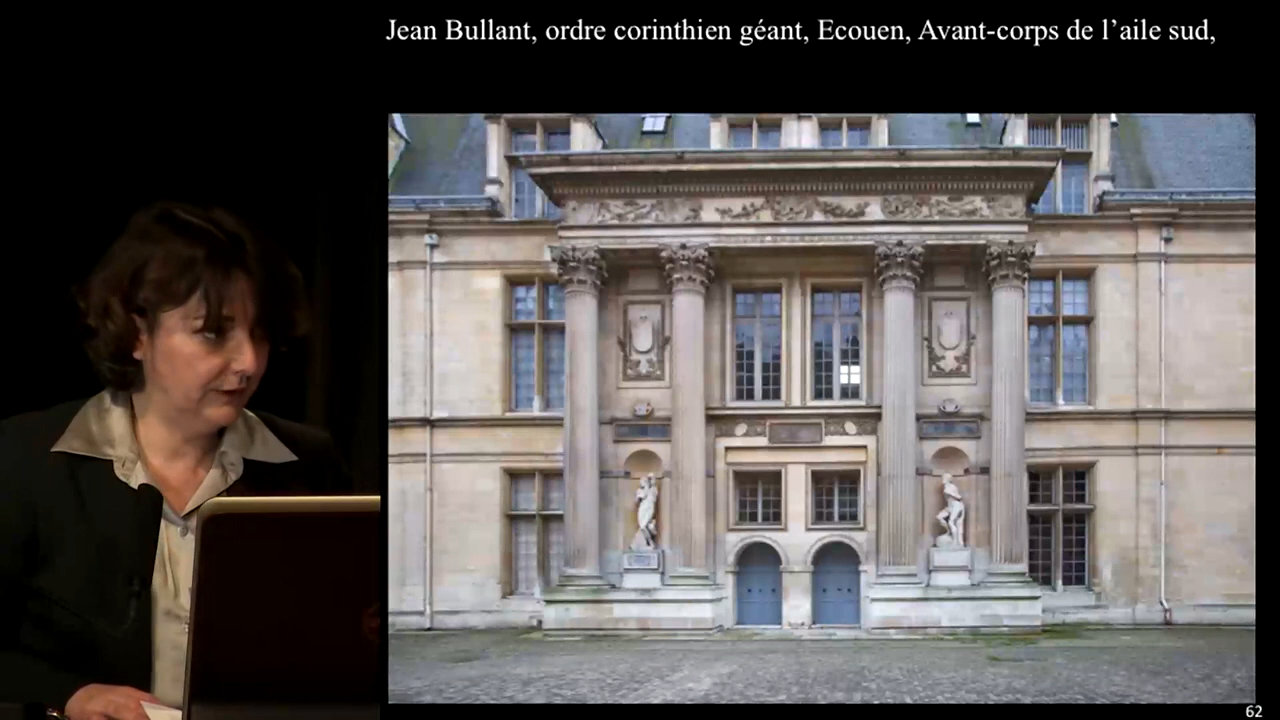 Jean Bullant, ordre corinthien géant, Ecouen, Avant-corps de l’aile sud,
62